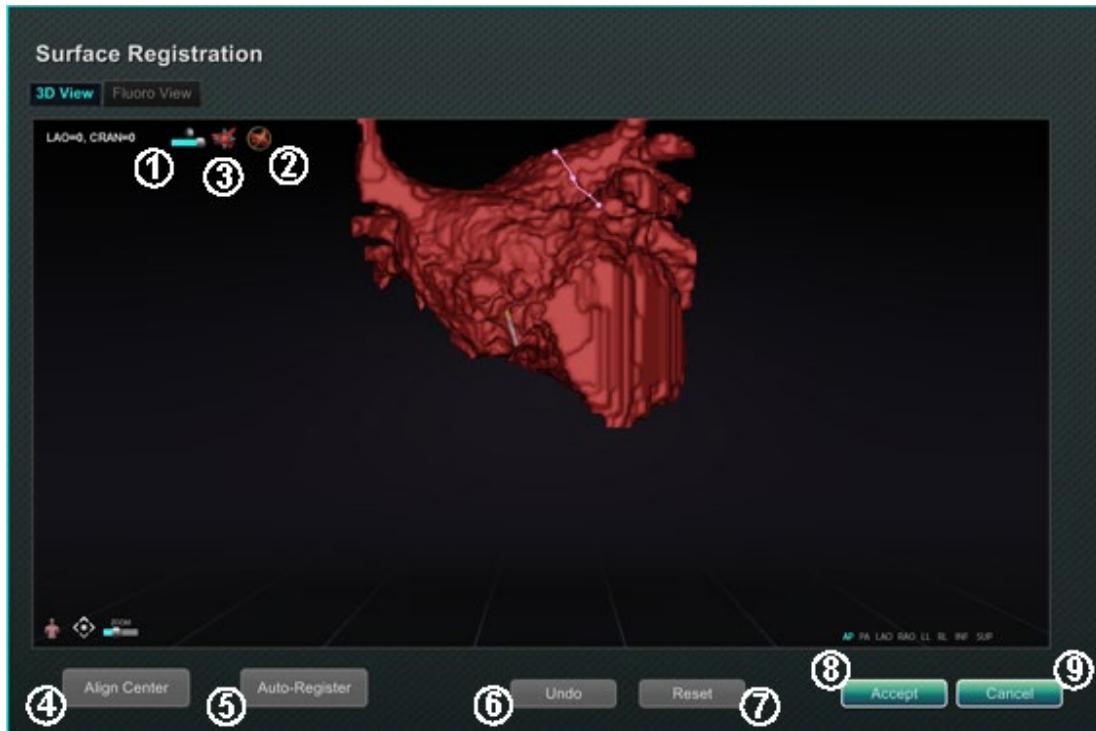 Surface Registration
3D View Fluoro View
LAO=0, CRAN=0
1 3 2
ZOOM
AP PA LAO RAO LL RL INF SUP
4 Align Center 5 Auto-Register 6 Undo Reset 7 8 Accept Cancel 9